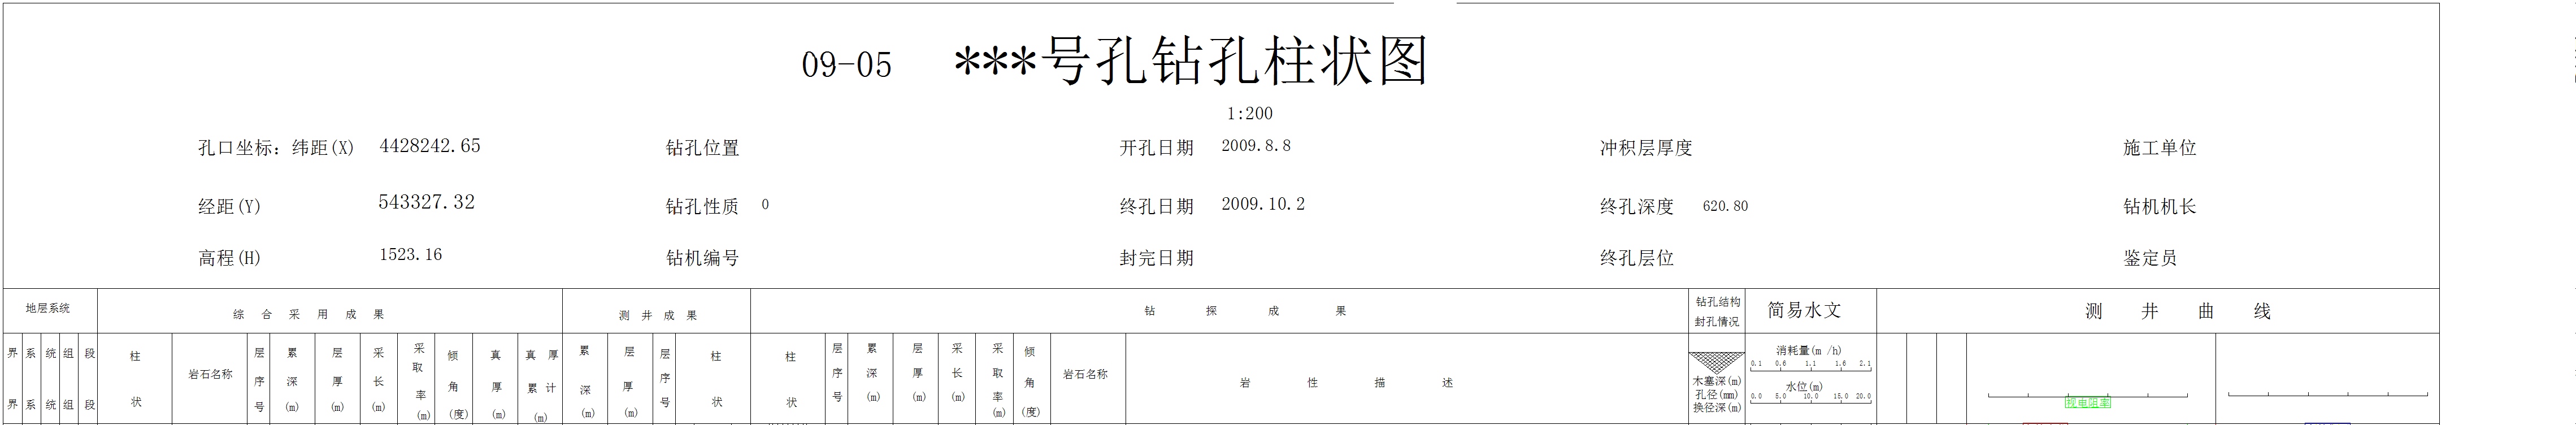 09-05 ***号孔钻孔柱状图
1:200
孔口坐标: 纬距(X) 4428242.65 钻孔位置 开孔日期 2009.8.8 冲积层厚度 施工单位
经距(Y) 543327.32 钻孔性质 0 终孔日期 2009.10.2 终孔深度 620.80 钻机机长
高程(H) 1523.16 钻机编号 封完日期 终孔层位 鉴定员
地层系统 综合采用成果 测井成果 钻探成果 钻孔结构 封孔情况 简易水文 测井曲线
界 系 统 组 段
界 系 统 组 段
柱状
岩石名称
层序号
累深(m)
层厚(m)
采长(m)
采取率(m)
倾角(度)
真厚(m)
真厚累计(m)
累深(m)
层厚(m)
层序号
柱状
柱状
层序号
累深(m)
层厚(m)
采长(m)
采取率(m)
倾角(度)
岩石名称
岩性描述
木塞深(m)
孔径(mm)
换径深(m)
消耗量(m /h)
0.1 0.6 1.1 1.6 2.1
水位(m)
0.0 5.0 10.0 15.0 20.0
视电阻率